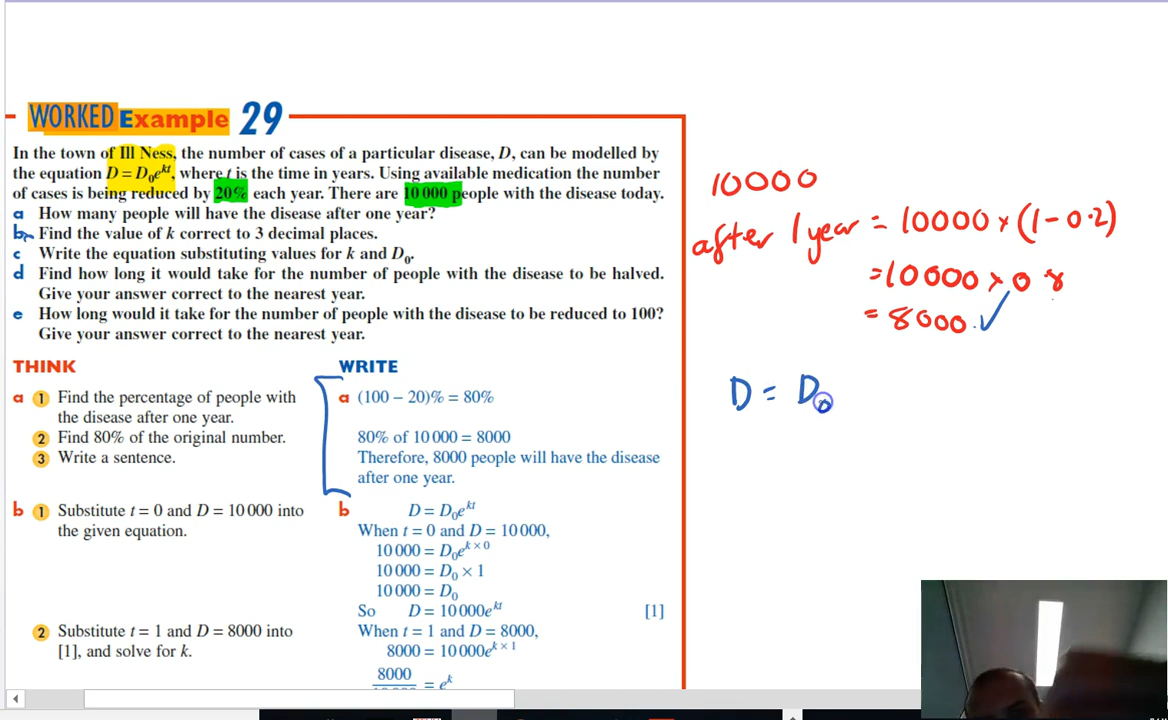 WORKED Example 29
In the town of Ill Ness, the number of cases of a particular disease, D, can be modelled by
the equation D = D₀eᵏᵗ, where t is the time in years. Using available medication the number
of cases is being reduced by 20% each year. There are 10 000 people with the disease today.
a How many people will have the disease after one year?
b Find the value of k correct to 3 decimal places.
c Write the equation substituting values for k and D₀.
d Find how long it would take for the number of people with the disease to be halved.
Give your answer correct to the nearest year.
e How long would it take for the number of people with the disease to be reduced to 100?
Give your answer correct to the nearest year.
THINK
a 1 Find the percentage of people with
the disease after one year.
2 Find 80% of the original number.
3 Write a sentence.
b 1 Substitute t = 0 and D = 10 000 into
the given equation.
2 Substitute t = 1 and D = 8000 into
[1], and solve for k.
WRITE
a (100 − 20)% = 80%
80% of 10 000 = 8000
Therefore, 8000 people will have the disease
after one year.
b D = D₀eᵏᵗ
When t = 0 and D = 10 000,
10 000 = D₀eᵏ ˣ ⁰
10 000 = D₀ × 1
10 000 = D₀
So D = 10 000eᵏᵗ [1]
When t = 1 and D = 8000,
8000 = 10 000eᵏ ˣ ¹
8000
= eᵏ
10000
after 1 year = 10000 × (1 − 0.2)
= 10000 × 0 8
= 8000.
D = D₀